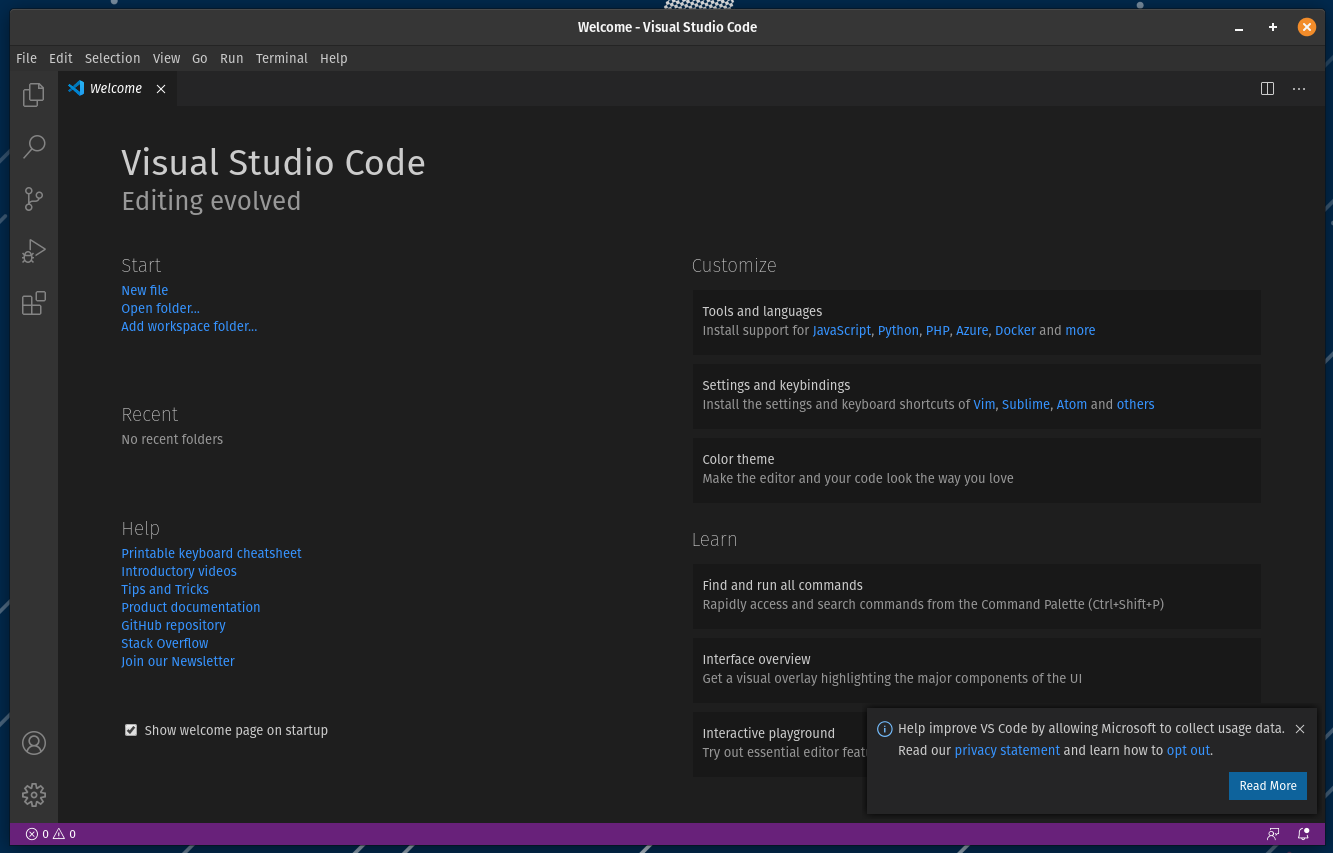 Welcome - Visual Studio Code
File Edit Selection View Go Run Terminal Help
Welcome
Visual Studio Code
Editing evolved
Start
New file
Open folder...
Add workspace folder...
Recent
No recent folders
Help
Printable keyboard cheatsheet
Introductory videos
Tips and Tricks
Product documentation
GitHub repository
Stack Overflow
Join our Newsletter
Show welcome page on startup
Customize
Tools and languages
Install support for JavaScript, Python, PHP, Azure, Docker and more
Settings and keybindings
Install the settings and keyboard shortcuts of Vim, Sublime, Atom and others
Color theme
Make the editor and your code look the way you love
Learn
Find and run all commands
Rapidly access and search commands from the Command Palette (Ctrl+Shift+P)
Interface overview
Get a visual overlay highlighting the major components of the UI
Interactive playground
Try out essential editor
Help improve VS Code by allowing Microsoft to collect usage data.
Read our privacy statement and learn how to opt out.
Read More
0 0